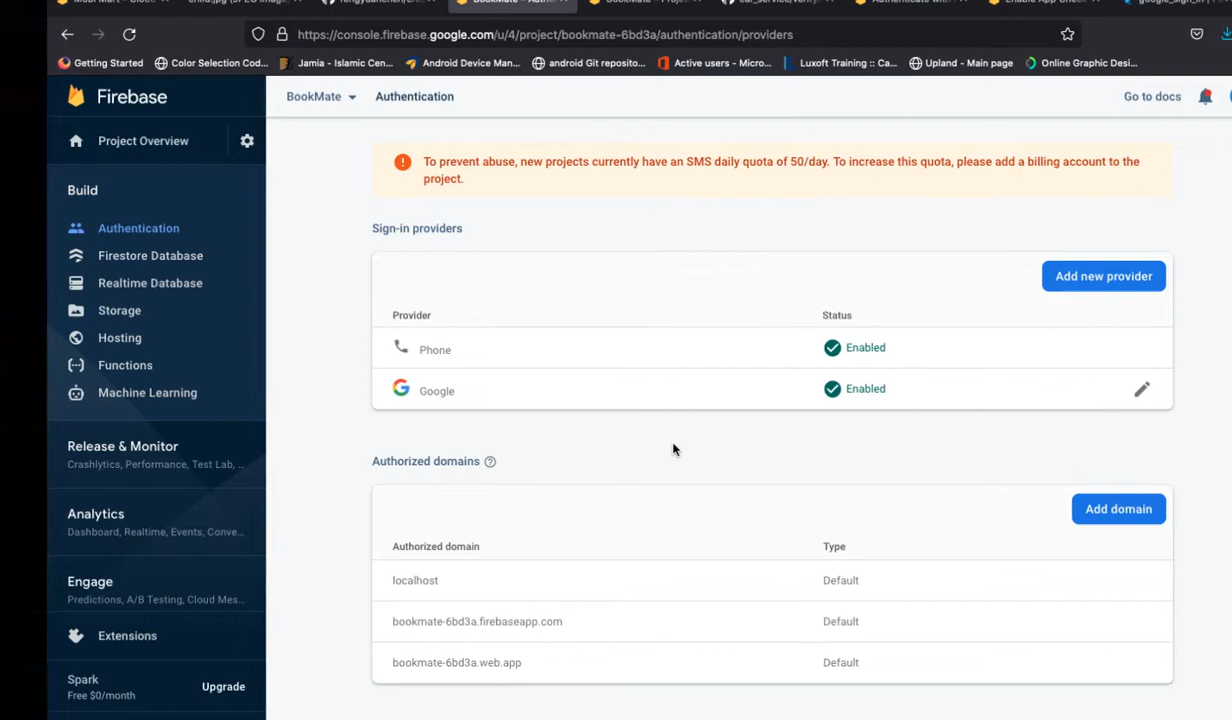 BookMate - Authe
https://console.firebase.google.com/u/4/project/bookmate-6bd3a/authentication/providers
Getting Started
Color Selection Cod...
Jamia - Islamic Cen...
Android Device Man...
android Git reposito...
Active users - Micro...
Luxoft Training :: Ca...
Upland - Main page
Online Graphic Desi...
Firebase
BookMate
Authentication
Go to docs
Project Overview
To prevent abuse, new projects currently have an SMS daily quota of 50/day. To increase this quota, please add a billing account to the
project.
Build
Authentication
Firestore Database
Realtime Database
Storage
Hosting
Functions
Machine Learning
Release & Monitor
Crashlytics, Performance, Test Lab, ...
Analytics
Dashboard, Realtime, Events, Conve...
Engage
Predictions, A/B Testing, Cloud Mes...
Extensions
Spark
Free $0/month
Upgrade
Sign-in providers
Add new provider
Provider
Status
Phone
Enabled
Google
Enabled
Authorized domains
Add domain
Authorized domain
Type
localhost
Default
bookmate-6bd3a.firebaseapp.com
Default
bookmate-6bd3a.web.app
Default